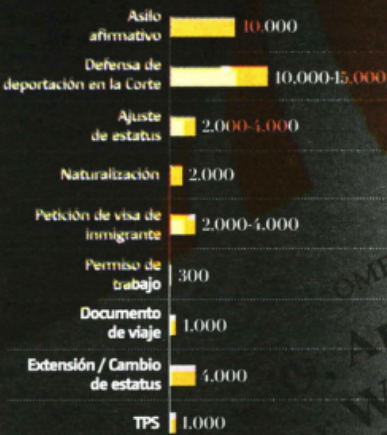 Asilo
afirmativo
10.000
Defensa de
deportación en la Corte
10,000-15,000
Ajuste
de estatus
2.000-4.000
Naturalización
2.000
Petición de visa de
inmigrante
2.000-4.000
Permiso de
trabajo
300
Documento
de viaje
1.000
Extensión / Cambio
de estatus
4.000
TPS
1.000